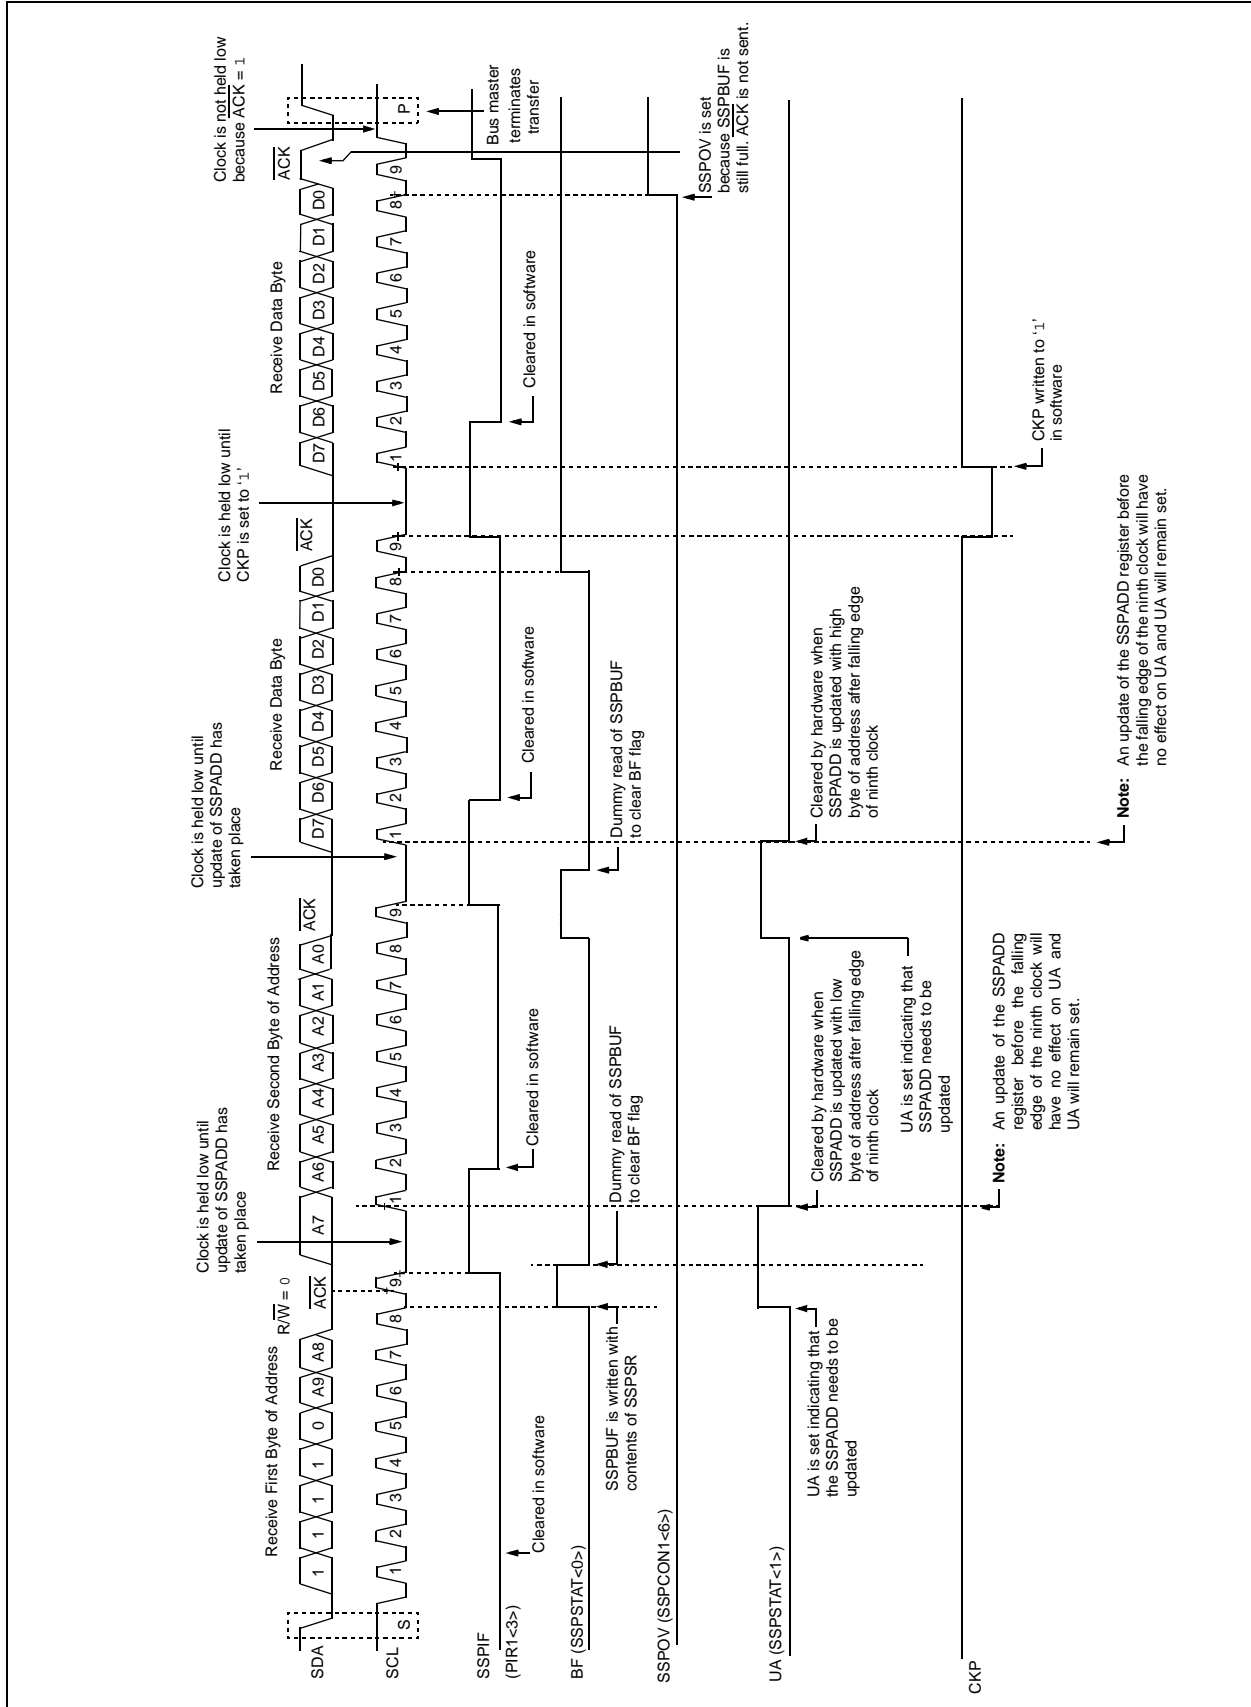 Receive First Byte of Address
R/W = 0
ACK
Clock is held low until
update of SSPADD has
taken place
Receive Second Byte of Address
ACK
Clock is held low until
update of SSPADD has
taken place
Receive Data Byte
ACK
Clock is held low until
CKP is set to ‘1’
Receive Data Byte
ACK
Clock is not held low
because ACK = 1
SDA
1
1
1
1
0
A9
A8
A7
A6
A5
A4
A3
A2
A1
A0
D7
D6
D5
D4
D3
D2
D1
D0
D7
D6
D5
D4
D3
D2
D1
D0
SCL
S
1
2
3
4
5
6
7
8
9
1
2
3
4
5
6
7
8
9
1
2
3
4
5
6
7
8
9
1
2
3
4
5
6
7
8
9
P
Bus master
terminates
transfer
SSPIF
(PIR1<3>)
Cleared in software
Cleared in software
Cleared in software
Cleared in software
BF (SSPSTAT<0>)
SSPBUF is written with
contents of SSPSR
Dummy read of SSPBUF
to clear BF flag
Dummy read of SSPBUF
to clear BF flag
SSPOV (SSPCON1<6>)
SSPOV is set
because SSPBUF is
still full. ACK is not sent.
UA (SSPSTAT<1>)
UA is set indicating that
the SSPADD needs to be
updated
Cleared by hardware when
SSPADD is updated with low
byte of address after falling edge
of ninth clock
UA is set indicating that
SSPADD needs to be
updated
Cleared by hardware when
SSPADD is updated with high
byte of address after falling edge
of ninth clock
CKP
CKP written to ‘1’
in software
Note: An update of the SSPADD
register before the falling
edge of the ninth clock will
have no effect on UA and
UA will remain set.
Note: An update of the SSPADD register before
the falling edge of the ninth clock will have
no effect on UA and UA will remain set.